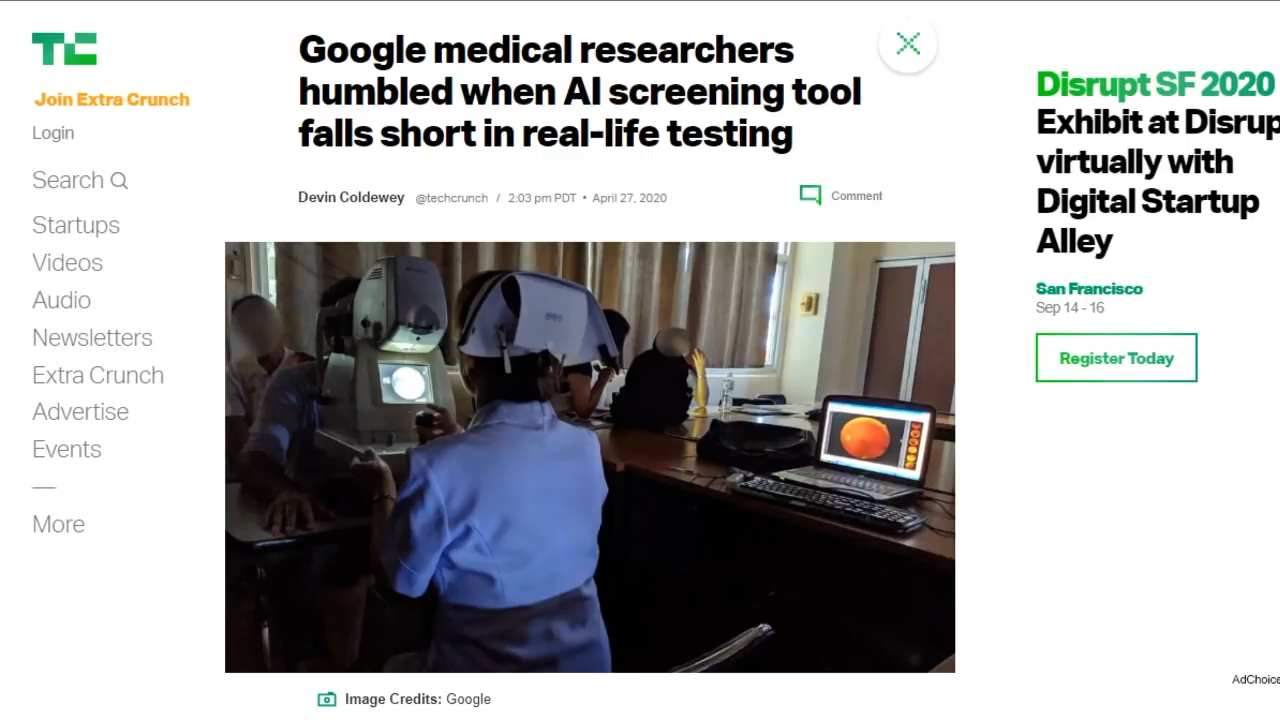 TC
Join Extra Crunch
Login
Search
Startups
Videos
Audio
Newsletters
Extra Crunch
Advertise
Events
More
Google medical researchers
humbled when AI screening tool
falls short in real-life testing
Devin Coldewey @techcrunch / 2:03 pm PDT • April 27, 2020
Comment
Image Credits: Google
Disrupt SF 2020
Exhibit at Disrup
virtually with
Digital Startup
Alley
San Francisco
Sep 14 - 16
Register Today
AdChoice